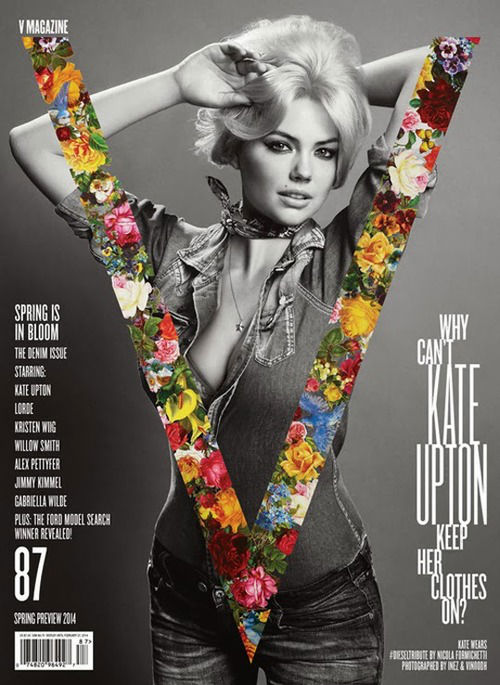 V MAGAZINE
SPRING IS
IN BLOOM
THE DENIM ISSUE
STARRING:
KATE UPTON
LORDE
KRISTEN WIIG
WILLOW SMITH
ALEX PETTYFER
JIMMY KIMMEL
GABRIELLA WILDE
PLUS: THE FORD MODEL SEARCH
WINNER REVEALED!
87
SPRING PREVIEW 2014
87>
WHY
CAN'T
KATE
UPTON
KEEP
HER
CLOTHES
ON?
KATE WEARS
#DIESELTRIBUTE BY NICOLA FORMICHETTI
PHOTOGRAPHED BY INEZ & VINOODH